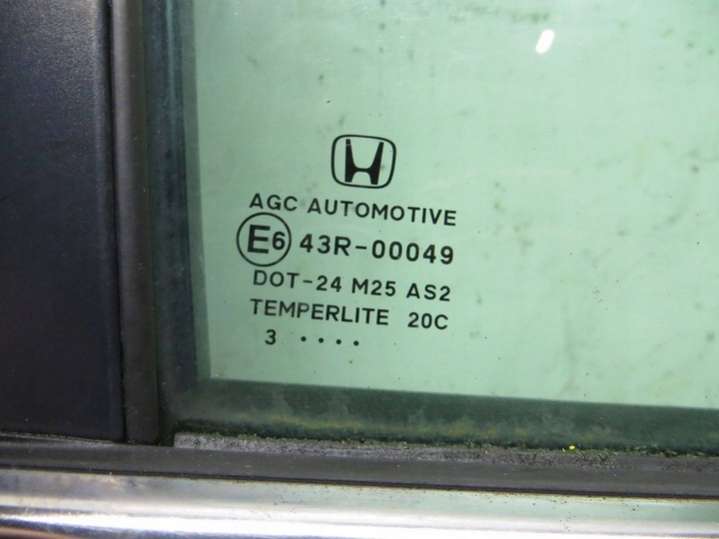 AGC AUTOMOTIVE
E6 43R-00049
DOT-24 M25 AS2
TEMPERLITE 20C
3 ....